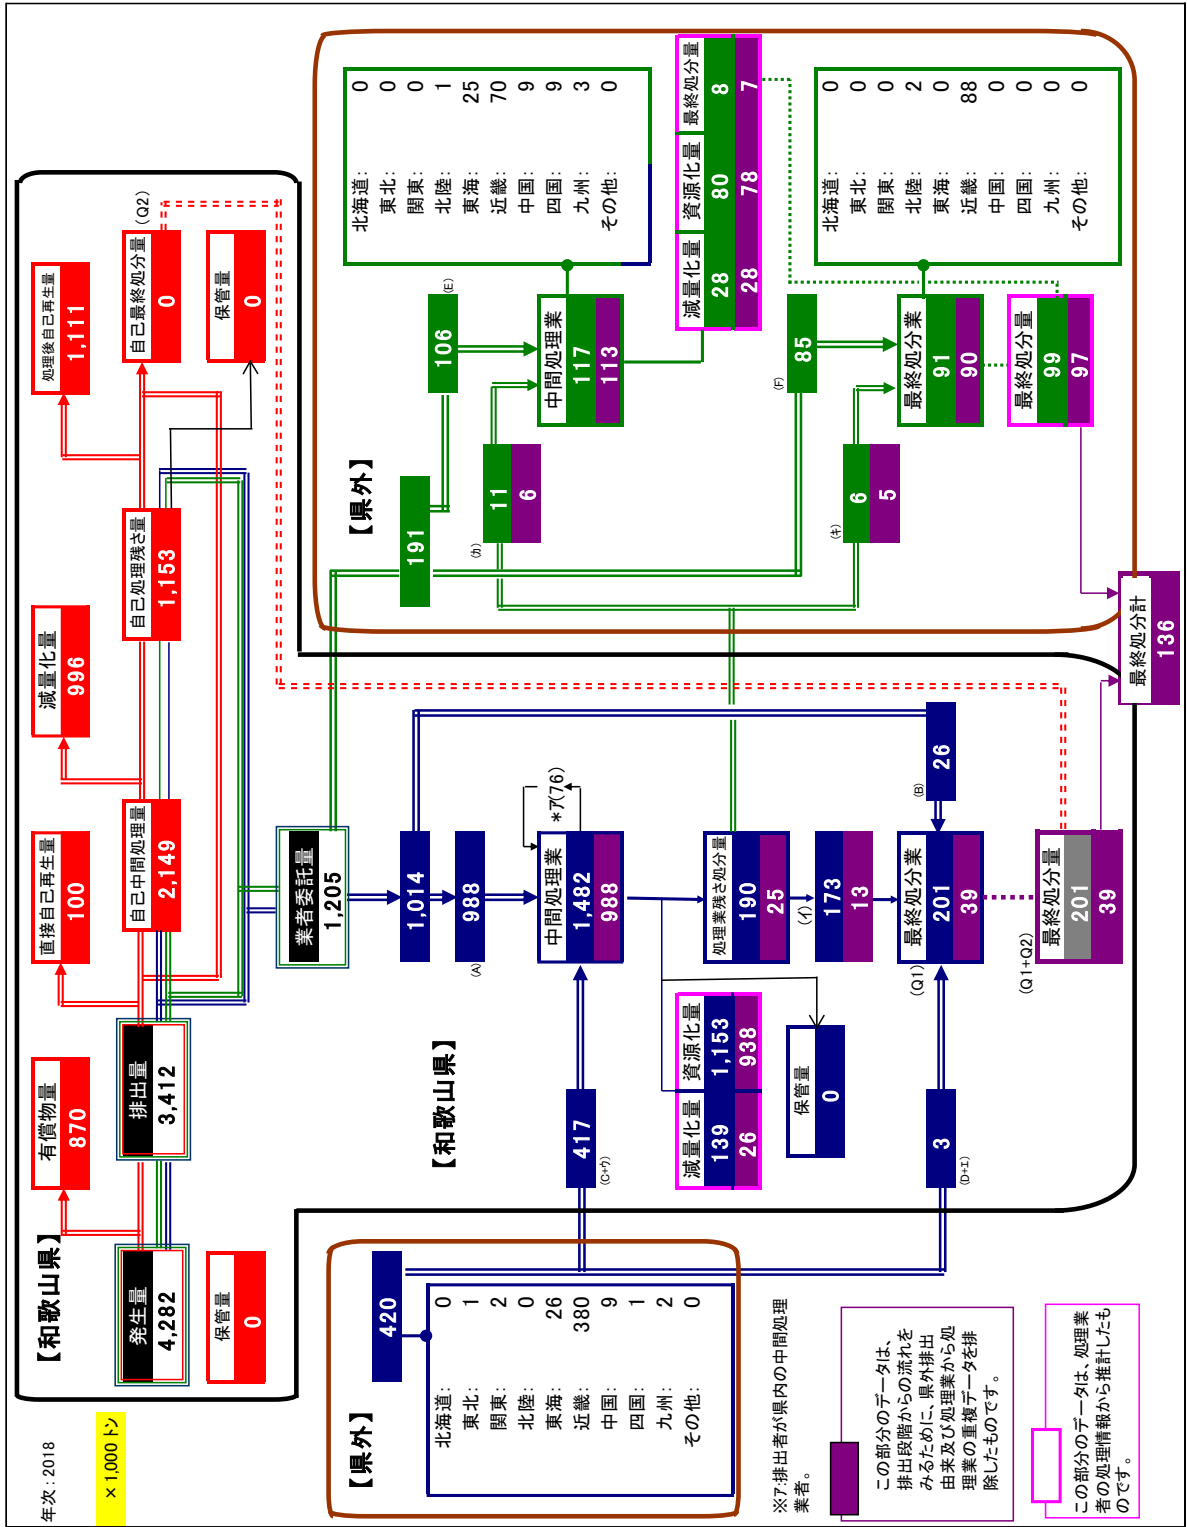 年次：2018
×1,000 トン
【和歌山県】
発生量
4,282
保管量
0
有償物量
870
排出量
3,412
直接自己再生量
100
自己中間処理量
2,149
減量化量
996
自己処理残さ量
1,153
処理後自己再生量
1,111
自己最終処分量
0
(Q2)
保管量
0
業者委託量
1,205
【県外】
420
北海道： 0
東北： 1
関東： 2
北陸： 0
東海： 26
近畿： 380
中国： 9
四国： 1
九州： 2
その他： 0
【和歌山県】
417
(C+ｳ)
3
(D+ｴ)
1,014
988
(A)
中間処理業
1,482
988
*ｱ(76)
減量化量 資源化量
139 1,153
26 938
保管量
0
処理業残さ処分量
190
25
(ｲ)
173
13
26
(B)
最終処分業
201
39
(Q1)
最終処分量
201
39
(Q1+Q2)
【県外】
191
106
(E)
11
6
(ｶ)
中間処理業
117
113
北海道： 0
東北： 0
関東： 0
北陸： 1
東海： 25
近畿： 70
中国： 9
四国： 9
九州： 3
その他： 0
減量化量 資源化量 最終処分量
28 80 8
28 78 7
85
(F)
6
5
(ｷ)
最終処分業
91
90
北海道： 0
東北： 0
関東： 0
北陸： 2
東海： 0
近畿： 88
中国： 0
四国： 0
九州： 0
その他： 0
最終処分量
99
97
最終処分計
136
※ｱ:排出者が県内の中間処理
業者。
この部分のデータは、
排出段階からの流れを
みるために、県外排出
由来及び処理業から処
理業の重複データを排
除したものです。
この部分のデータは、処理業
者の処理情報から推計したも
のです。